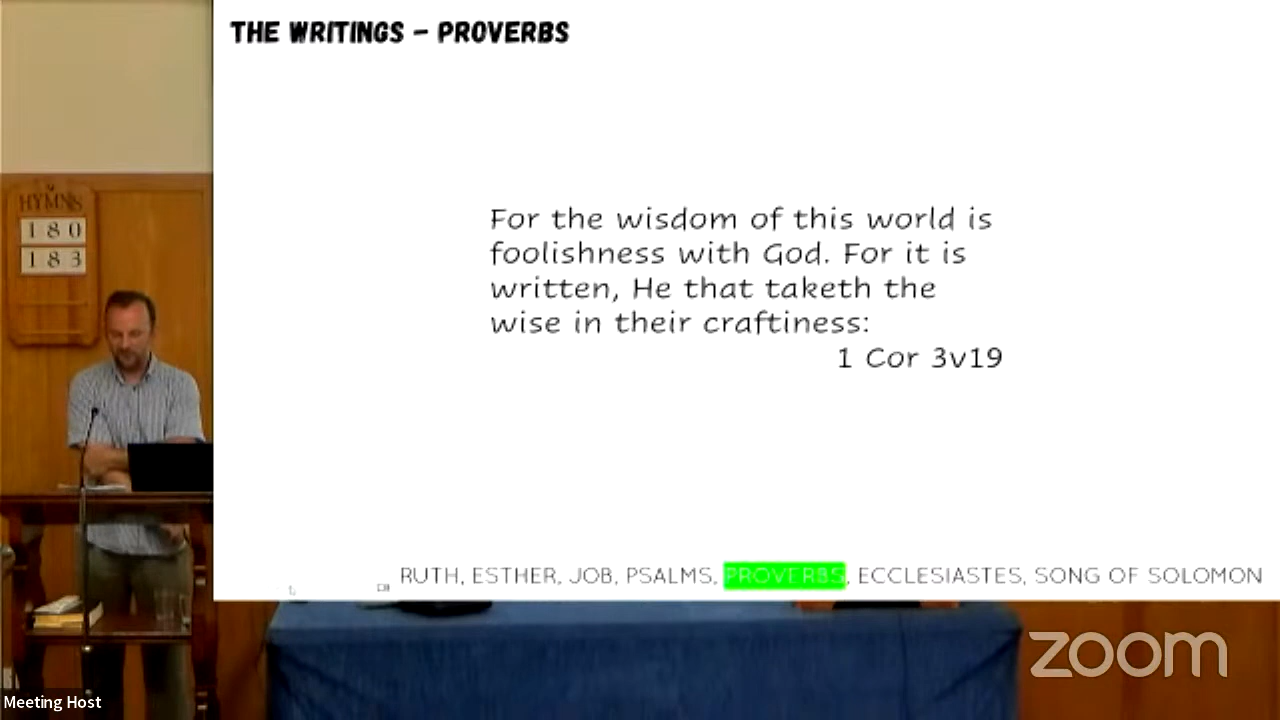 THE WRITINGS - PROVERBS
HYMNS
180
183
For the wisdom of this world is
foolishness with God. For it is
written, He that taketh the
wise in their craftiness:
1 Cor 3v19
RUTH, ESTHER, JOB, PSALMS, PROVERBS, ECCLESIASTES, SONG OF SOLOMON
zoom
Meeting Host